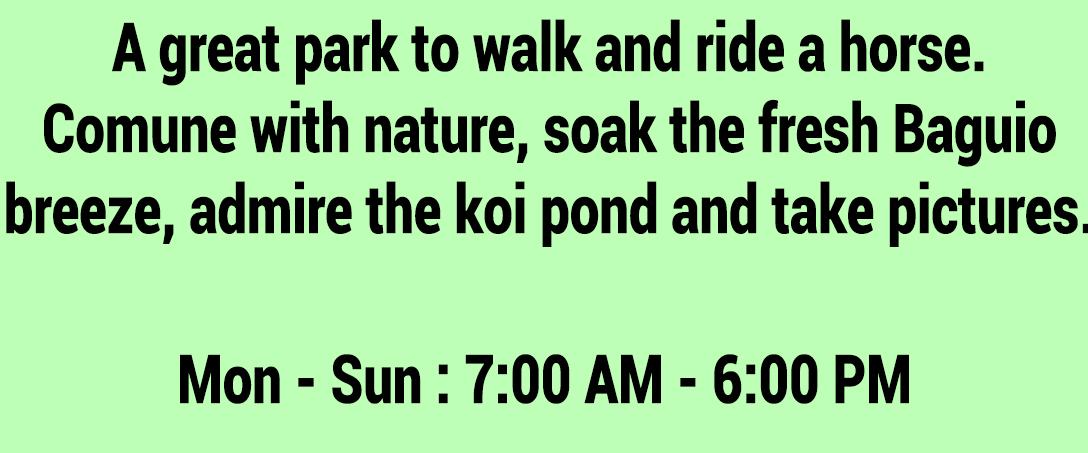 A great park to walk and ride a horse.
Comune with nature, soak the fresh Baguio
breeze, admire the koi pond and take pictures.
Mon - Sun : 7:00 AM - 6:00 PM